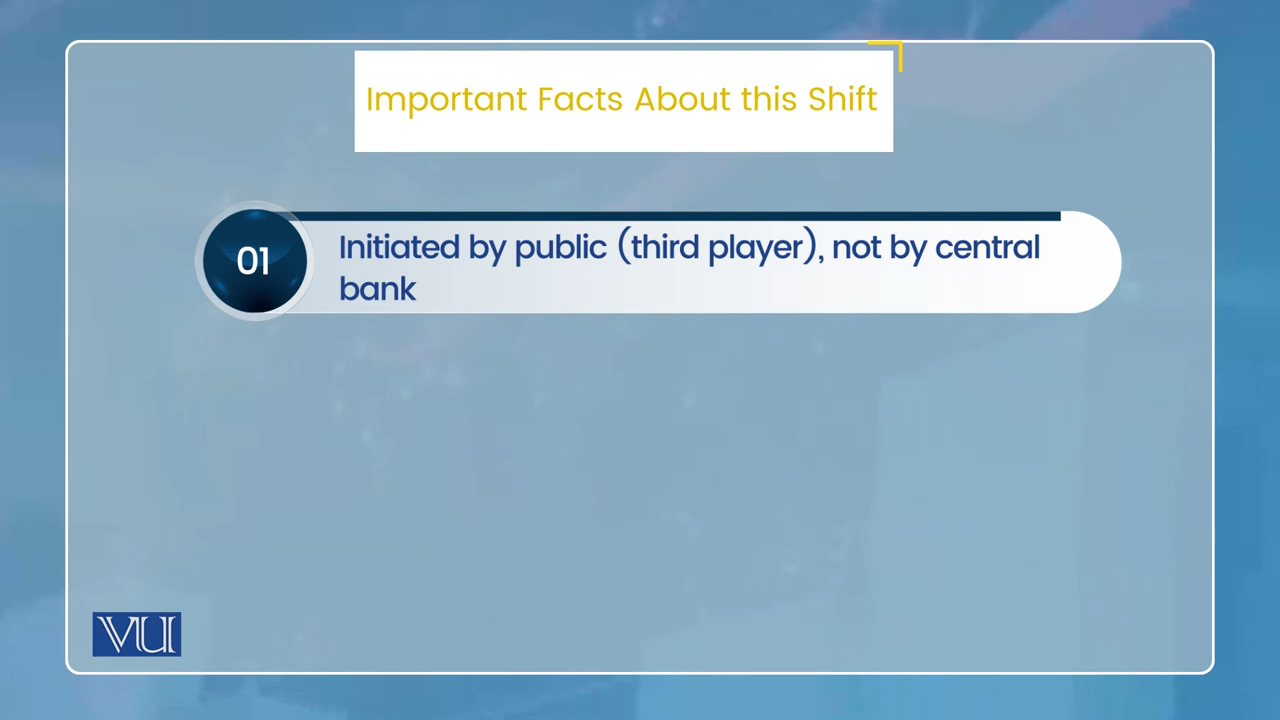 Important Facts About this Shift
01
Initiated by public (third player), not by central
bank
VU